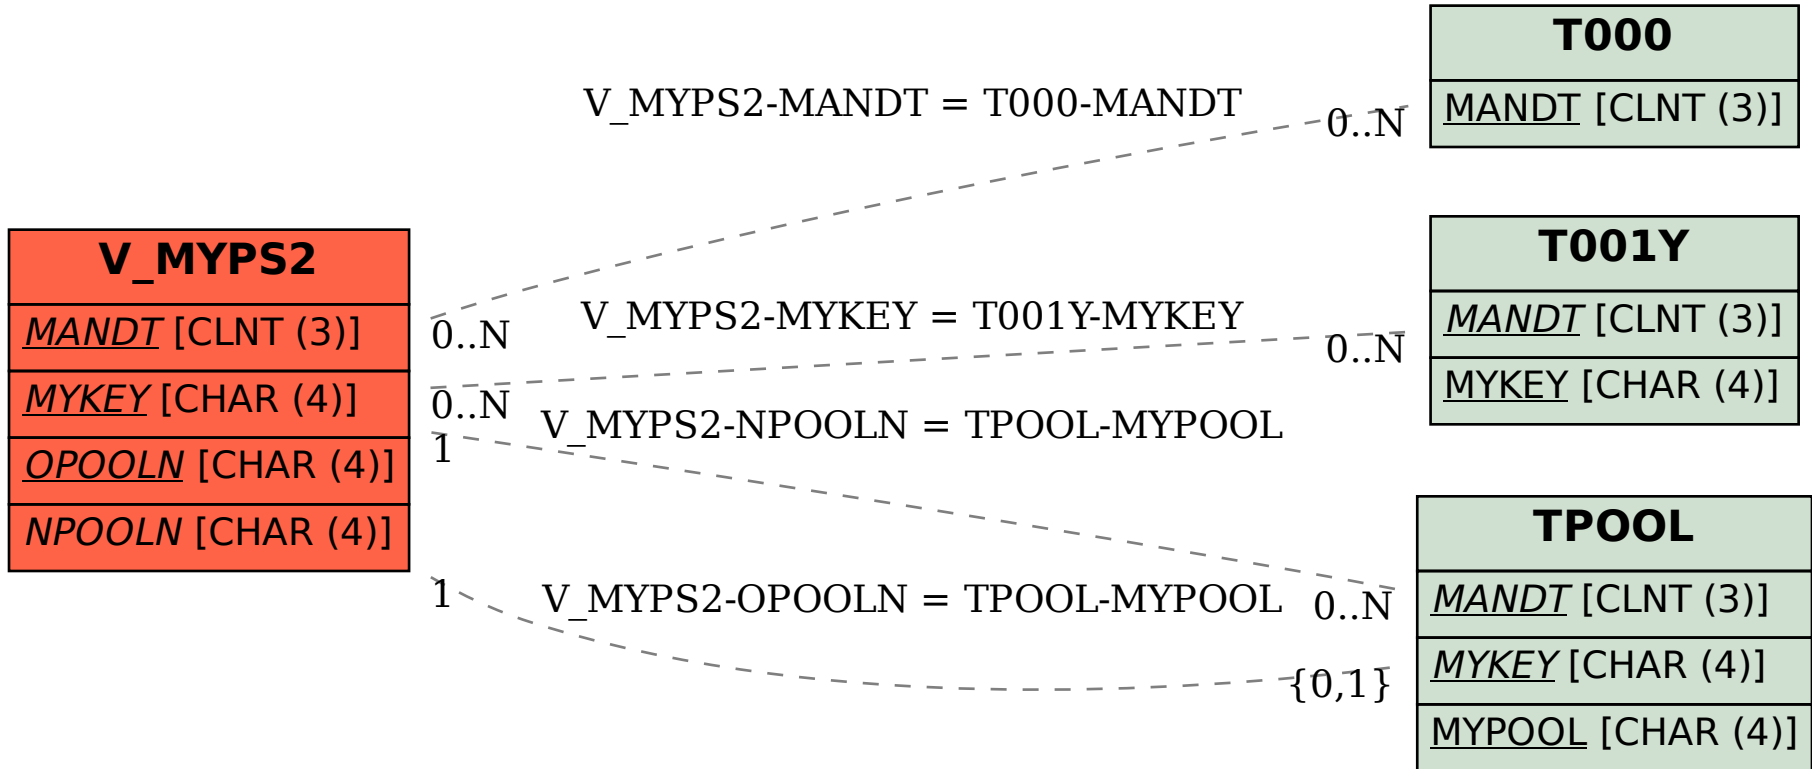 T000
MANDT [CLNT (3)]
V_MYPS2-MANDT = T000-MANDT
0..N
V_MYPS2
MANDT [CLNT (3)]
MYKEY [CHAR (4)]
OPOOLN [CHAR (4)]
NPOOLN [CHAR (4)]
0..N
V_MYPS2-MYKEY = T001Y-MYKEY
0..N
0..N
T001Y
MANDT [CLNT (3)]
MYKEY [CHAR (4)]
V_MYPS2-NPOOLN = TPOOL-MYPOOL
1
0..N
1
V_MYPS2-OPOOLN = TPOOL-MYPOOL
{0,1}
TPOOL
MANDT [CLNT (3)]
MYKEY [CHAR (4)]
MYPOOL [CHAR (4)]